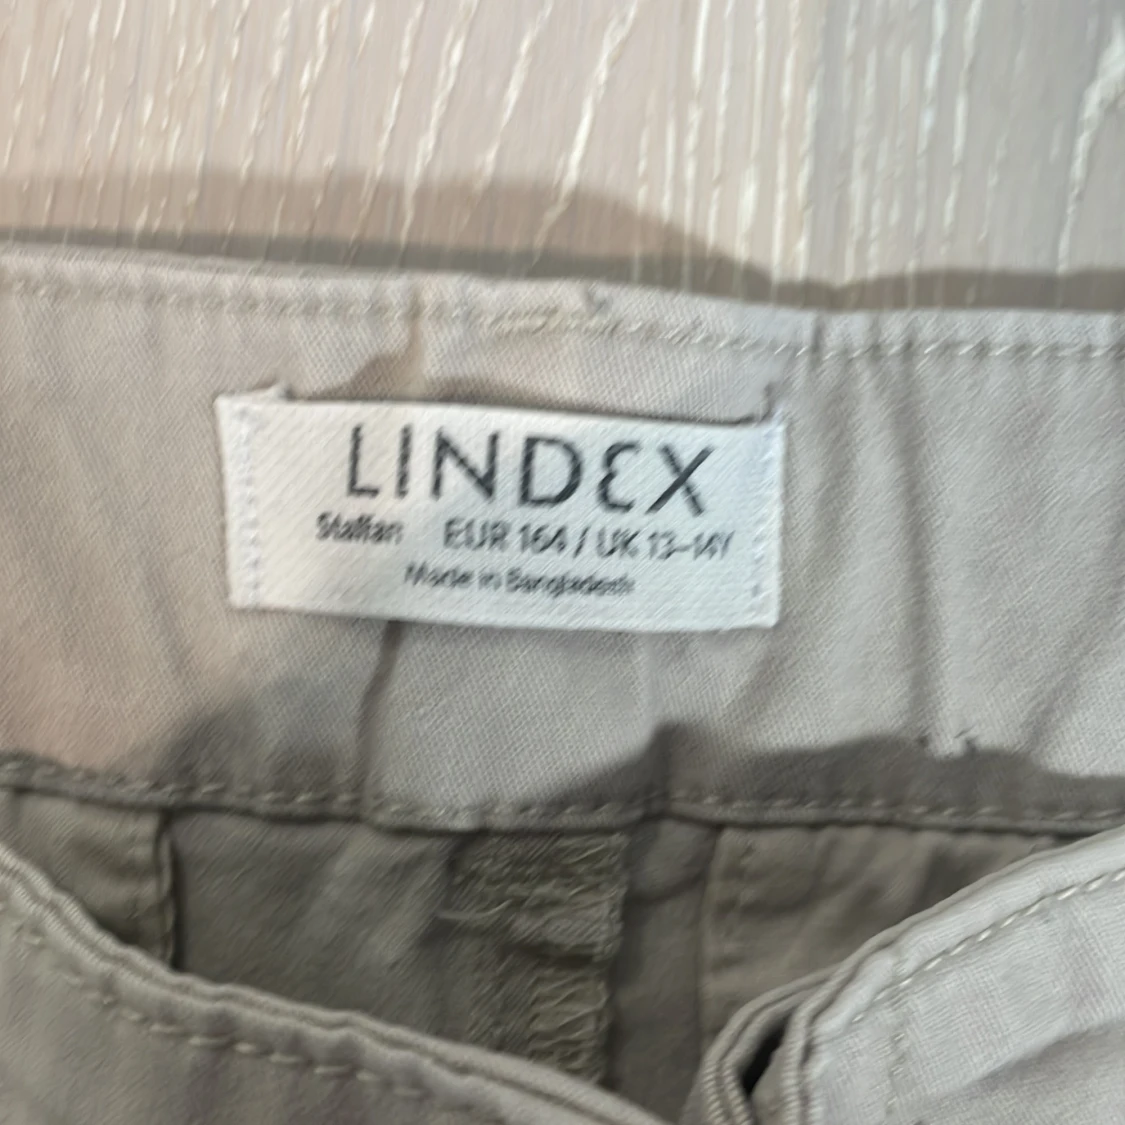 LINDEX
Staffan EUR 164 / UK 13–14Y
Made in Bangladesh